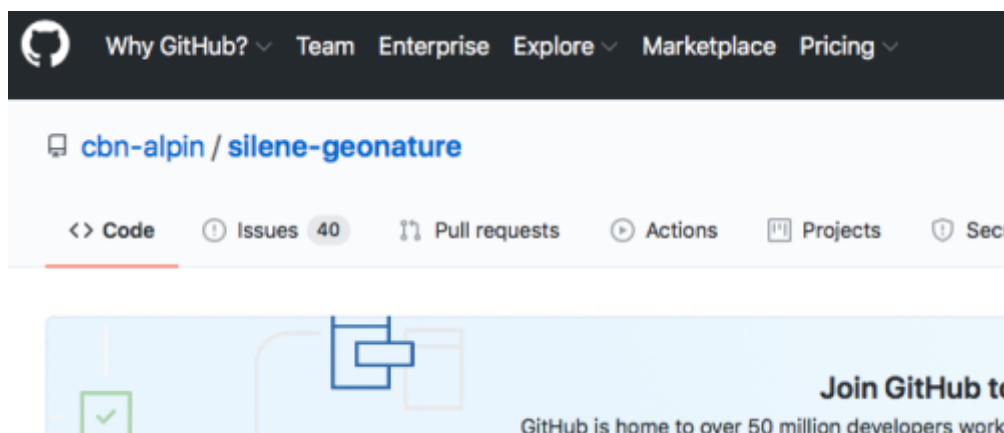 Why GitHub? Team Enterprise Explore Marketplace Pricing
cbn-alpin / silene-geonature
<> Code Issues 40 Pull requests Actions Projects
Join GitHub
GitHub is home to over 50 million developers